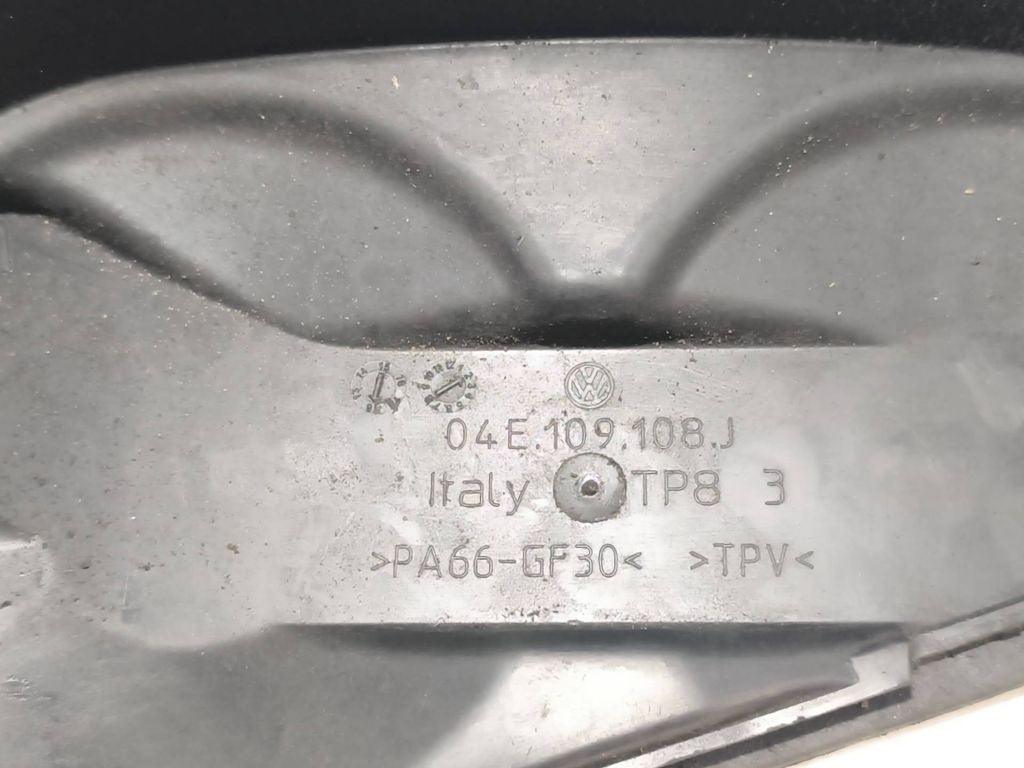 04E.109.108.J
Italy TP8 3
>PA66-GF30< >TPV<